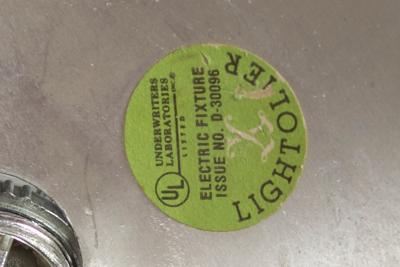 UNDERWRITERS
LABORATORIES INC.®
LISTED
UL
ELECTRIC FIXTURE
ISSUE NO. D-30096
L
LIGHTOLIER